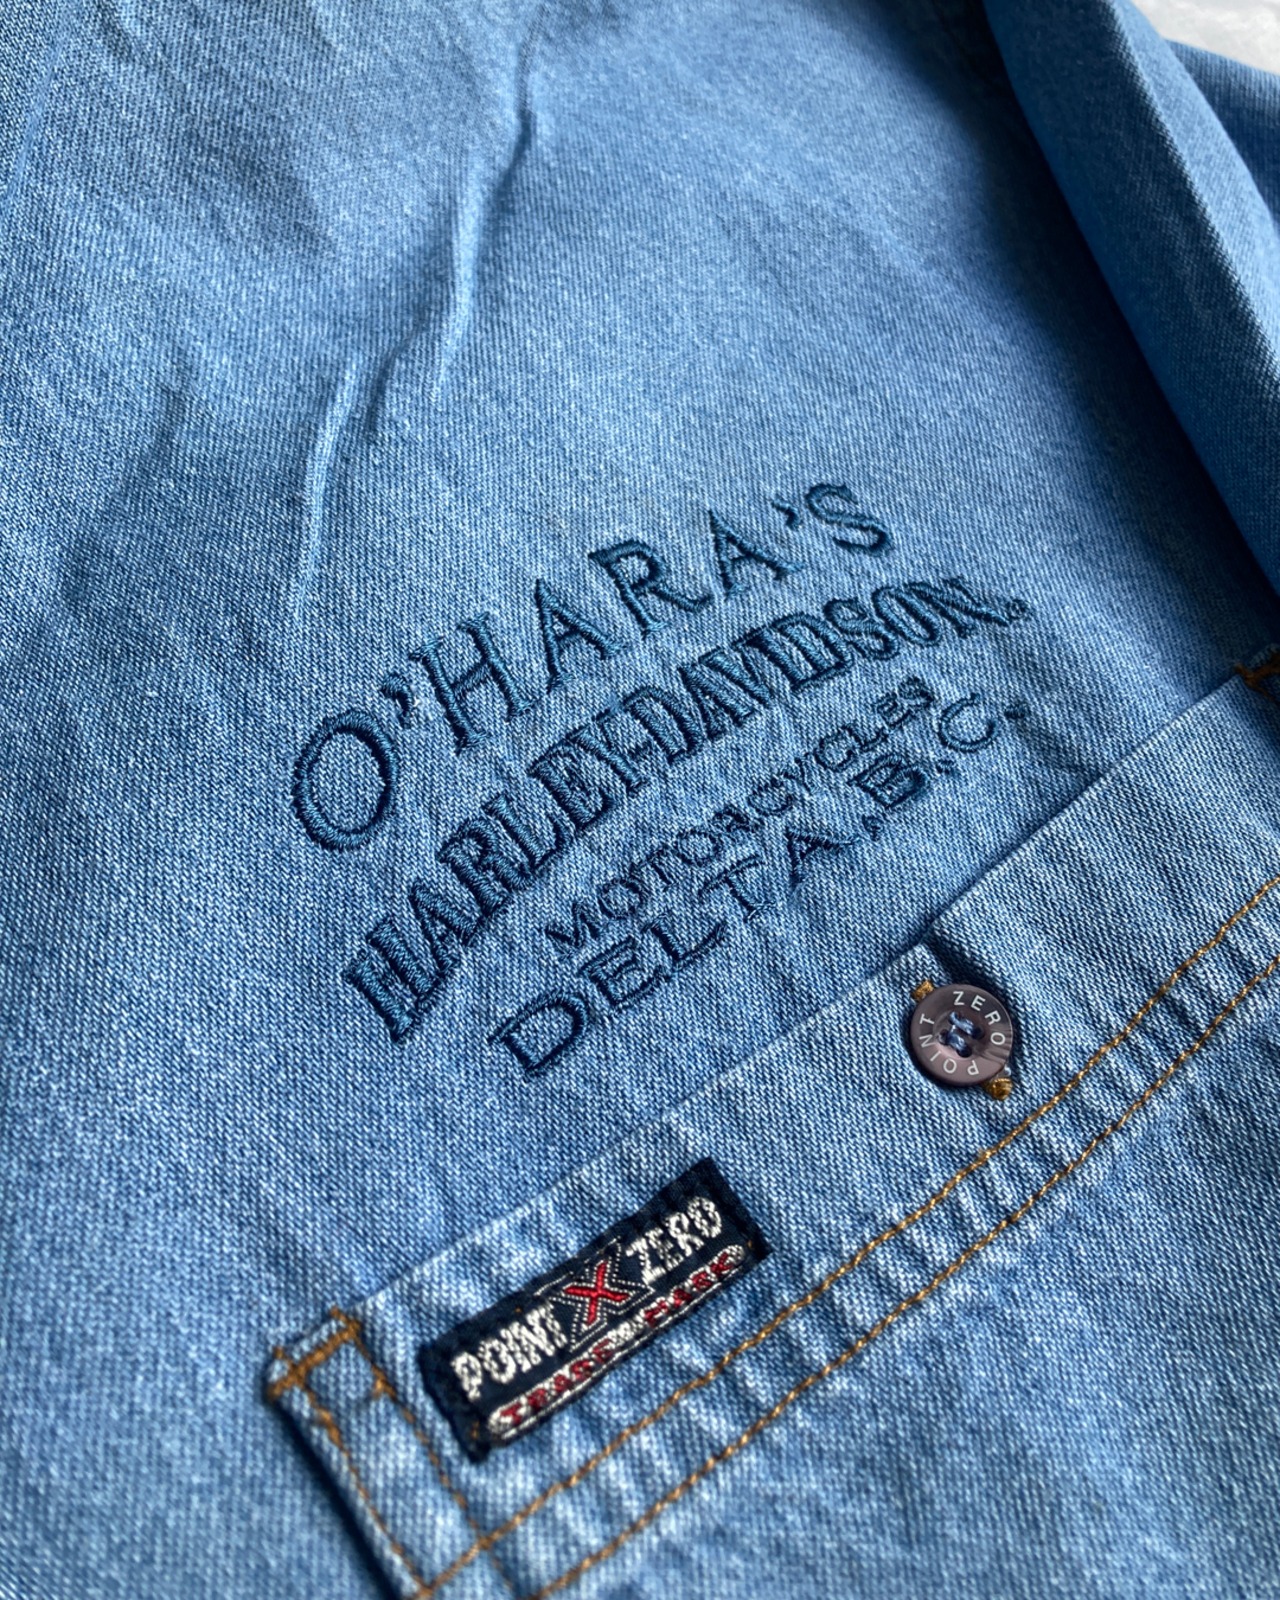 O'HARA'S
HARLEY-DAVIDSON
MOTORCYCLES
DELTA, B.C.
POINT ZERO
POINT X ZERO
TRADE MARK